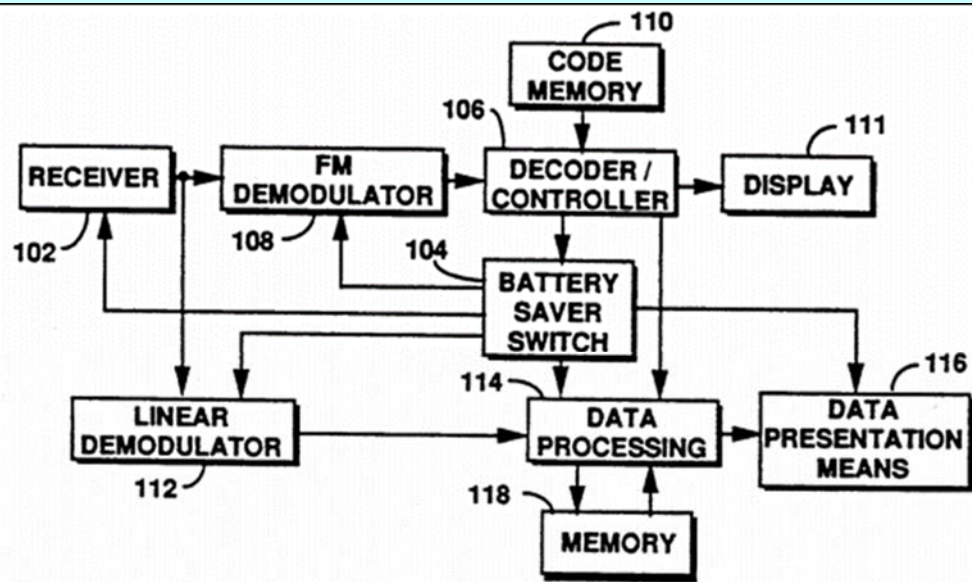 110
CODE
MEMORY
106
111
RECEIVER
FM
DEMODULATOR
DECODER /
CONTROLLER
DISPLAY
102
108
104
BATTERY
SAVER
SWITCH
114
116
LINEAR
DEMODULATOR
DATA
PROCESSING
DATA
PRESENTATION
MEANS
112
118
MEMORY